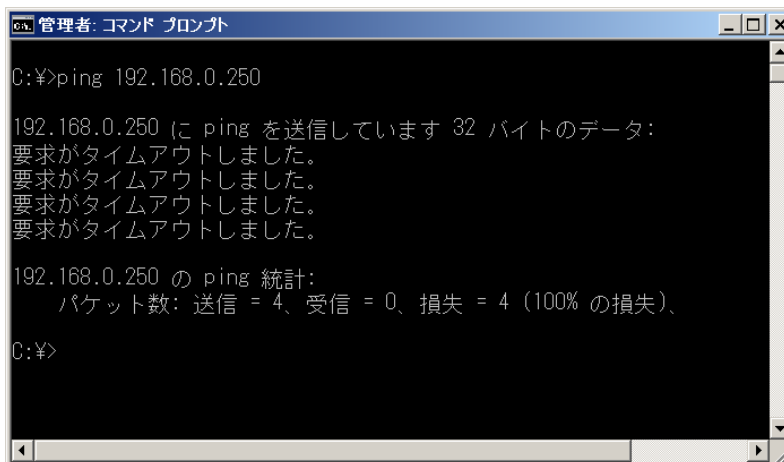 管理者: コマンド プロンプト
C:¥>ping 192.168.0.250
192.168.0.250 に ping を送信しています 32 バイトのデータ:
要求がタイムアウトしました。
要求がタイムアウトしました。
要求がタイムアウトしました。
要求がタイムアウトしました。
192.168.0.250 の ping 統計:
パケット数: 送信 = 4、受信 = 0、損失 = 4 (100% の損失)、
C:¥>